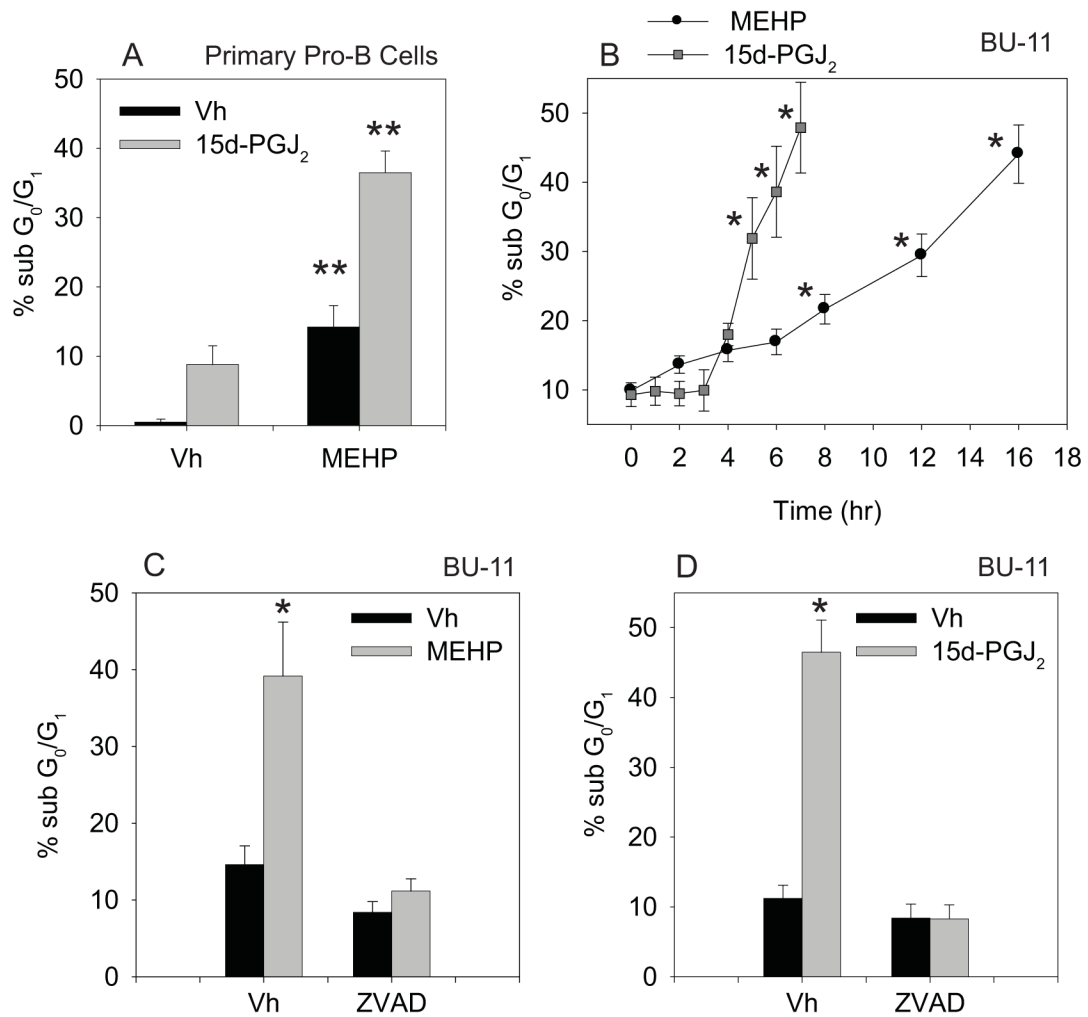 A
Primary Pro-B Cells
Vh
15d-PGJ2
**
**
% sub G0/G1
50
40
30
20
10
0
Vh MEHP
MEHP
15d-PGJ2
B
BU-11
*
*
*
*
*
*
% sub G0/G1
50
40
30
20
10
0 2 4 6 8 10 12 14 16 18
Time (hr)
C
BU-11
Vh
MEHP
*
% sub G0/G1
50
40
30
20
10
0
Vh ZVAD
D
BU-11
Vh
15d-PGJ2
*
% sub G0/G1
50
40
30
20
10
0
Vh ZVAD